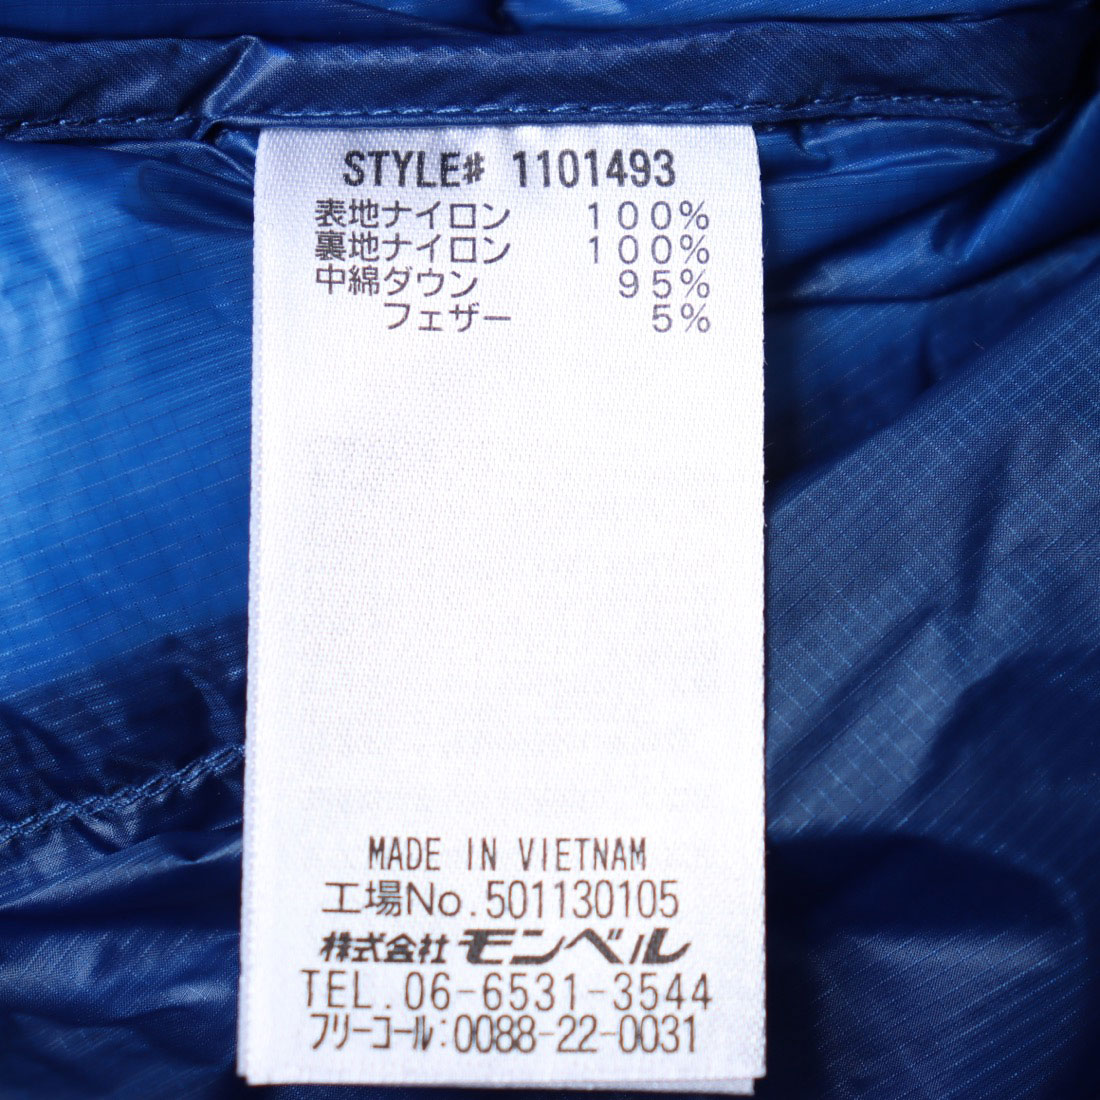 STYLE# 1101493
表地ナイロン 100%
裏地ナイロン 100%
中綿ダウン 95%
フェザー 5%
MADE IN VIETNAM
工場No.501130105
株式会社モンベル
TEL.06-6531-3544
フリーコール:0088-22-0031